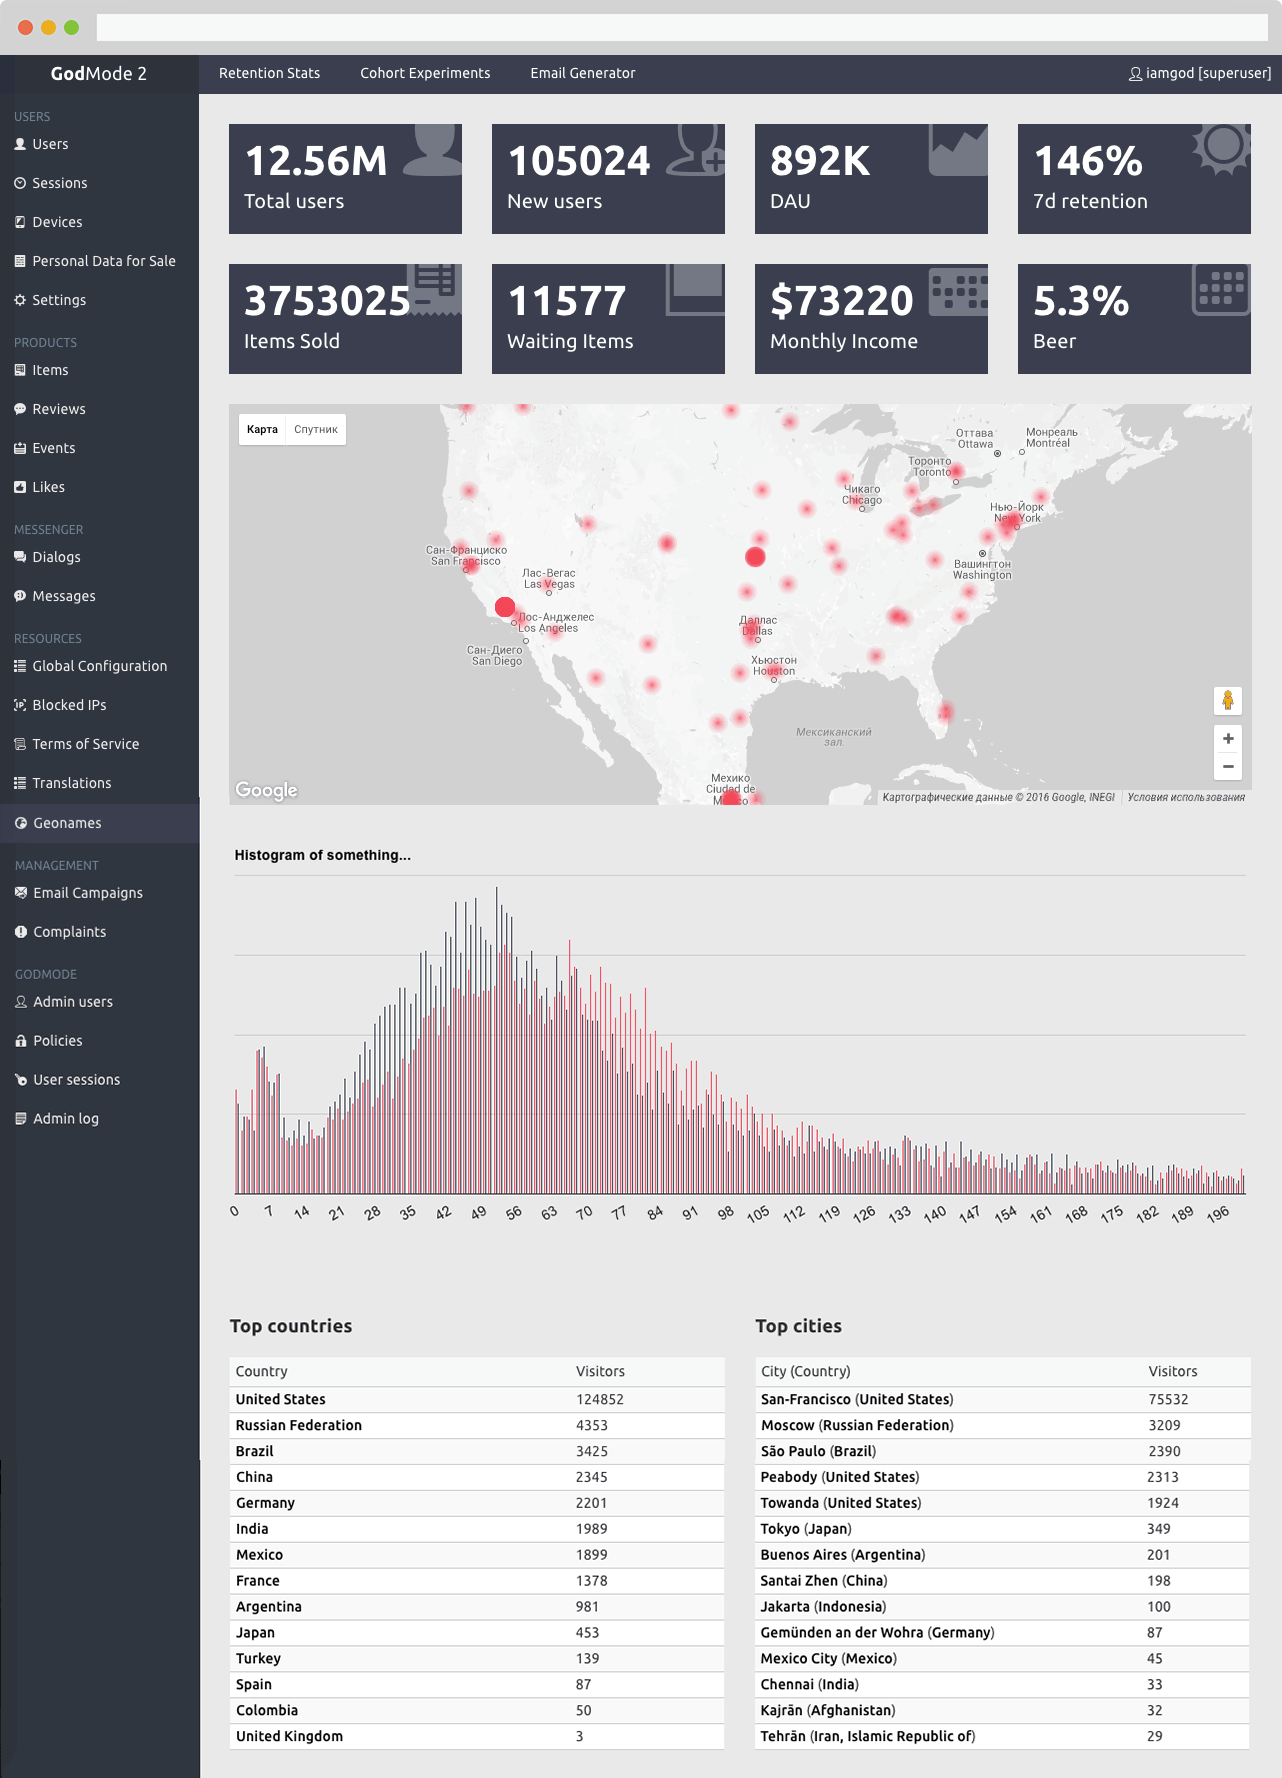 GodMode 2
Retention Stats
Cohort Experiments
Email Generator
iamgod [superuser]
USERS
Users
Sessions
Devices
Personal Data for Sale
Settings
PRODUCTS
Items
Reviews
Events
Likes
MESSENGER
Dialogs
Messages
RESOURCES
Global Configuration
Blocked IPs
Terms of Service
Translations
Geonames
MANAGEMENT
Email Campaigns
Complaints
GODMODE
Admin users
Policies
User sessions
Admin log
12.56M
Total users
105024
New users
892K
DAU
146%
7d retention
3753025
Items Sold
11577
Waiting Items
$73220
Monthly Income
5.3%
Beer
Карта
Спутник
Оттава
Ottawa
Монреаль
Montréal
Торонто
Toronto
Чикаго
Chicago
Нью-Йорк
New York
Сан-Франциско
San Francisco
Вашингтон
Washington
Лас-Вегас
Las Vegas
Лос-Анджелес
Los Angeles
Даллас
Dallas
Сан-Диего
San Diego
Хьюстон
Houston
Мексиканский
зал.
Мехико
Ciudad de
México
Google
Картографические данные © 2016 Google, INEGI
Условия использования
Histogram of something...
0 7 14 21 28 35 42 49 56 63 70 77 84 91 98 105 112 119 126 133 140 147 154 161 168 175 182 189 196
Top countries
Country Visitors
United States 124852
Russian Federation 4353
Brazil 3425
China 2345
Germany 2201
India 1989
Mexico 1899
France 1378
Argentina 981
Japan 453
Turkey 139
Spain 87
Colombia 50
United Kingdom 3
Top cities
City (Country) Visitors
San-Francisco (United States) 75532
Moscow (Russian Federation) 3209
São Paulo (Brazil) 2390
Peabody (United States) 2313
Towanda (United States) 1924
Tokyo (Japan) 349
Buenos Aires (Argentina) 201
Santai Zhen (China) 198
Jakarta (Indonesia) 100
Gemünden an der Wohra (Germany) 87
Mexico City (Mexico) 45
Chennai (India) 33
Kajrān (Afghanistan) 32
Tehrān (Iran, Islamic Republic of) 29